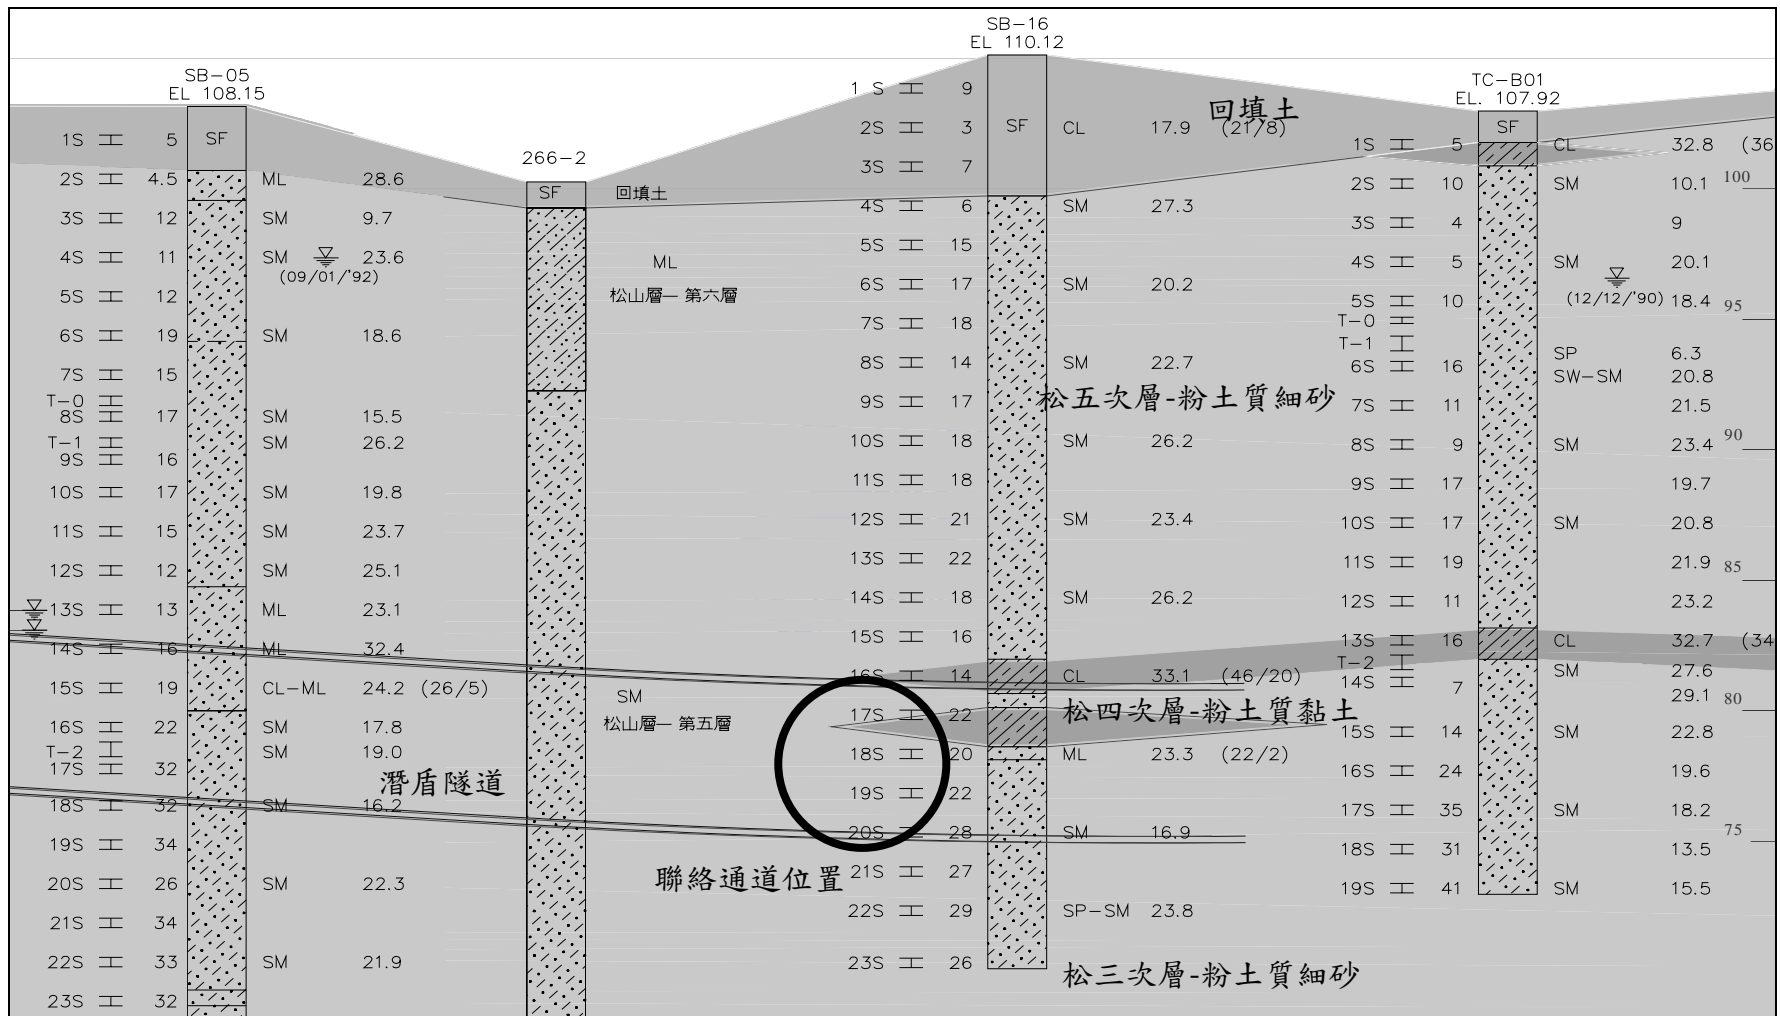 SB-16
EL 110.12
SB-05
EL 108.15
TC-B01
EL. 107.92
266-2
回填土
1S 5 SF
2S 4.5 ML 28.6
3S 12 SM 9.7
4S 11 SM 23.6
(09/01/'92)
5S 12
6S 19 SM 18.6
7S 15
T-0
8S 17 SM 15.5
T-1 SM 26.2
9S 16
10S 17 SM 19.8
11S 15 SM 23.7
12S 12 SM 25.1
13S 13 ML 23.1
14S 16 ML 32.4
15S 19 CL-ML 24.2 (26/5)
16S 22 SM 17.8
T-2 SM 19.0
17S 32
18S 32 SM 16.2
19S 34
20S 26 SM 22.3
21S 34
22S 33 SM 21.9
23S 32
SF 回填土
ML
松山層一 第六層
SM
松山層一 第五層
潛盾隧道
聯絡通道位置
1 S 9
2S 3 SF CL 17.9 (21/8)
3S 7
4S 6 SM 27.3
5S 15
6S 17 SM 20.2
7S 18
8S 14 SM 22.7
松五次層-粉土質細砂
9S 17
10S 18 SM 26.2
11S 18
12S 21 SM 23.4
13S 22
14S 18 SM 26.2
15S 16
16S 14 CL 33.1 (46/20)
17S 22 松四次層-粉土質黏土
18S 20 ML 23.3 (22/2)
19S 22
20S 28 SM 16.9
21S 27
22S 29 SP-SM 23.8
23S 26
松三次層-粉土質細砂
SF
1S 5 CL 32.8 (36
2S 10 SM 10.1 100
3S 4 9
4S 5 SM 20.1
5S 10 (12/12/'90) 18.4 95
T-0
T-1 SP 6.3
6S 16 SW-SM 20.8
7S 11 21.5
8S 9 SM 23.4 90
9S 17 19.7
10S 17 SM 20.8
11S 19 21.9 85
12S 11 23.2
13S 16 CL 32.7 (34
T-2 SM 27.6
14S 7 29.1 80
15S 14 SM 22.8
16S 24 19.6
17S 35 SM 18.2
75
18S 31 13.5
19S 41 SM 15.5